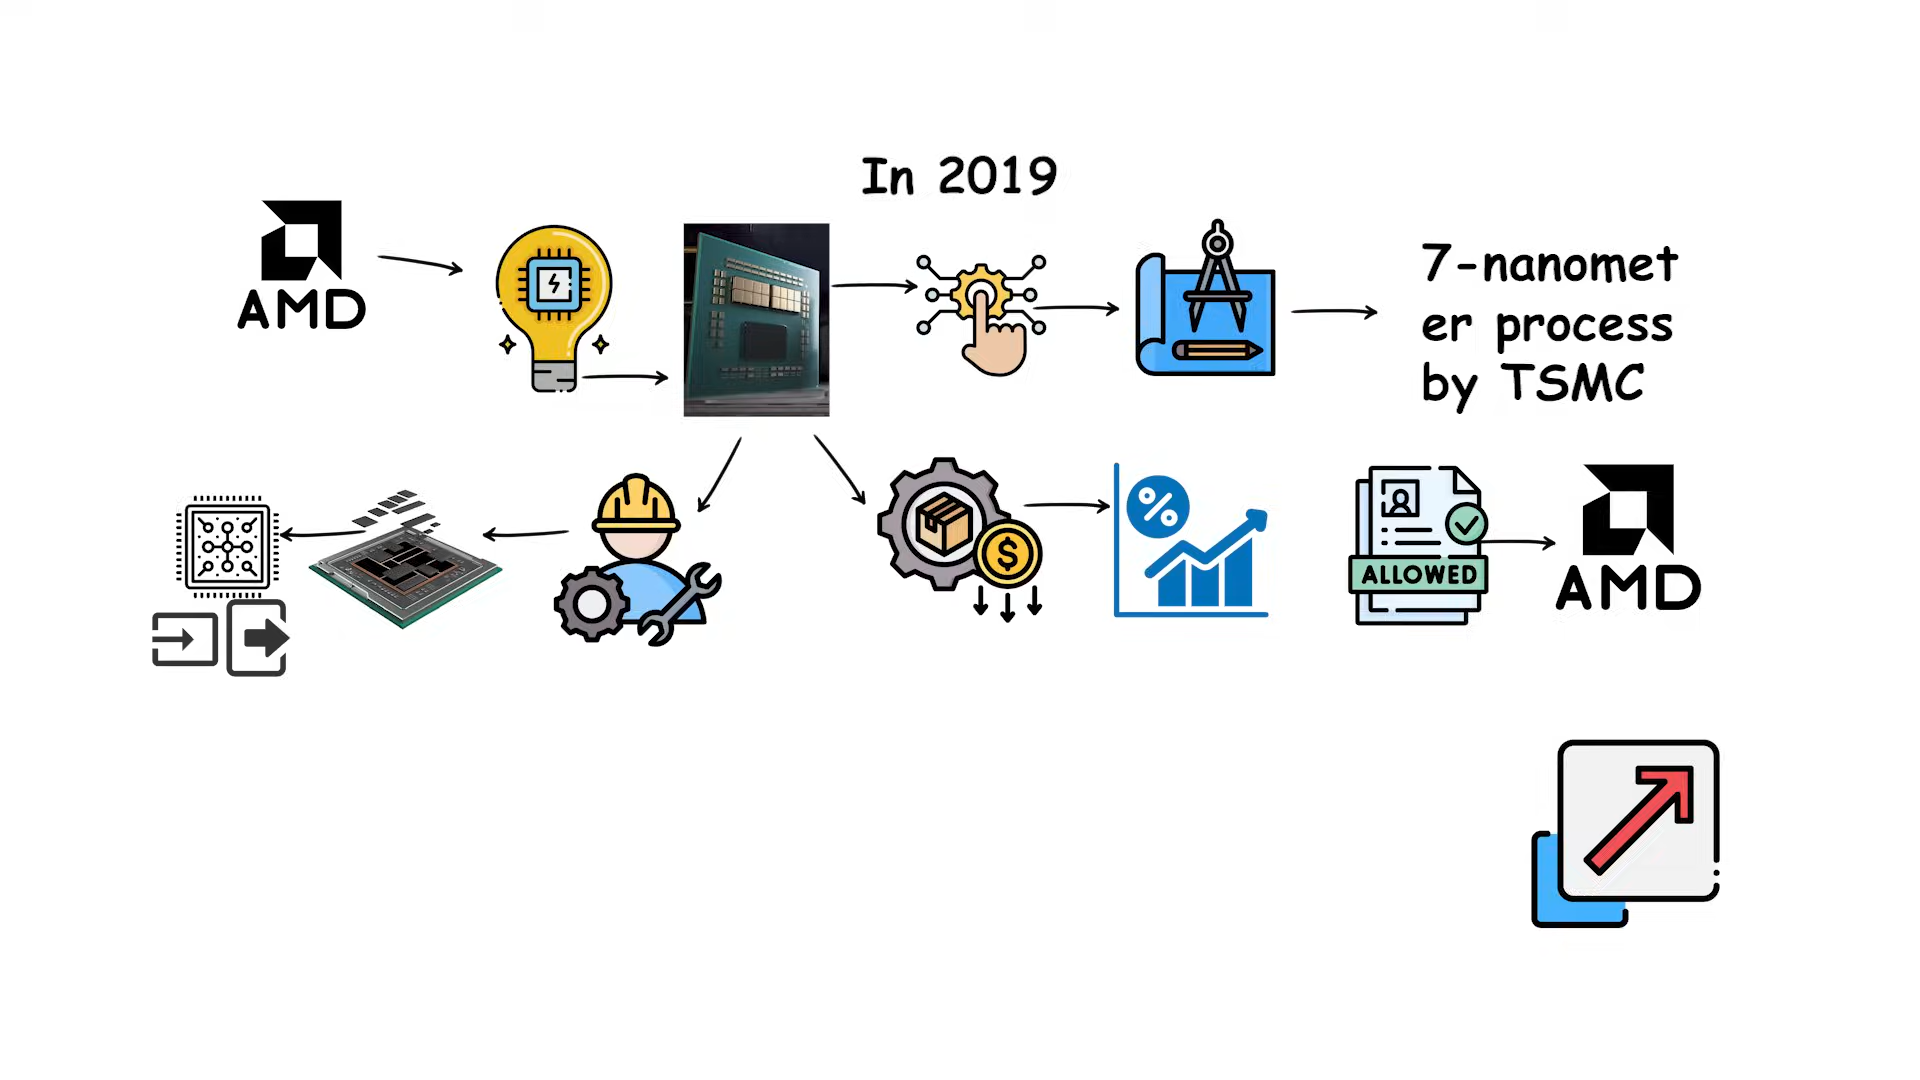 In 2019
AMD
7-nanomet
er process
by TSMC
%
$
ALLOWED
AMD